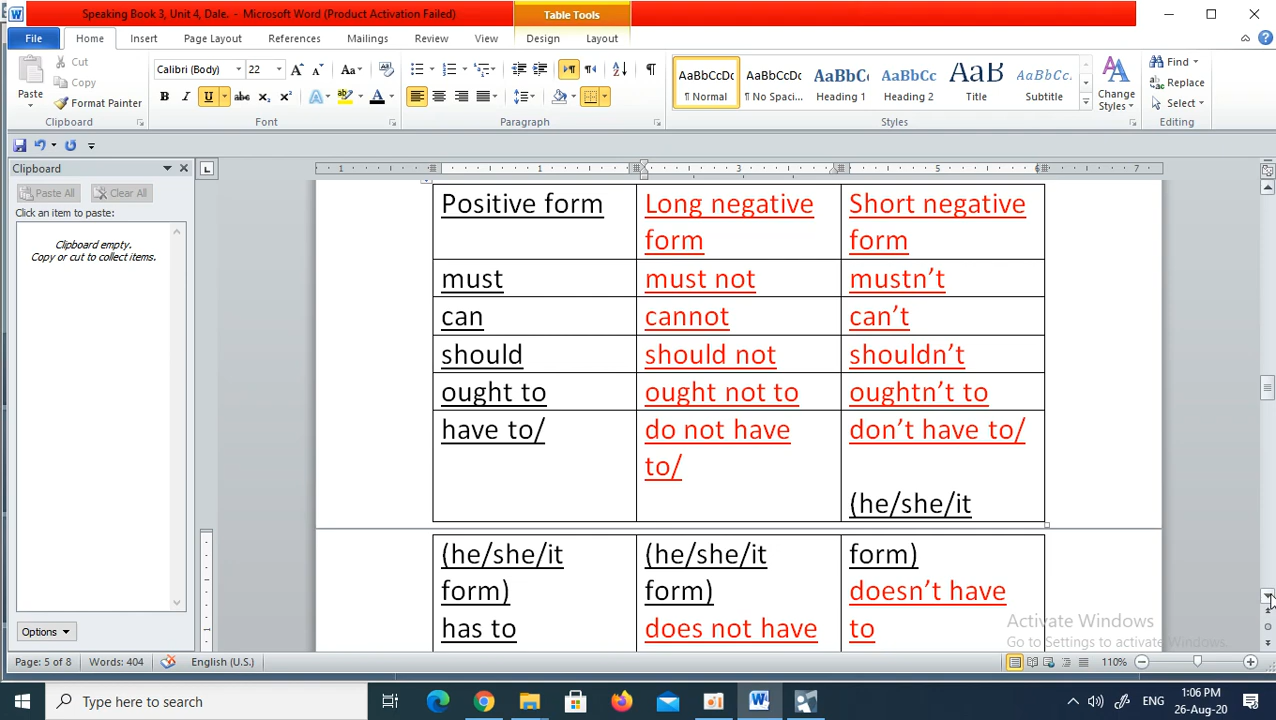 Speaking Book 3, Unit 4, Dale. - Microsoft Word (Product Activation Failed)
Table Tools
File Home Insert Page Layout References Mailings Review View Design Layout
Paste
Cut
Copy
Format Painter
Clipboard
Calibri (Body) 22
Font
Paragraph
AaBbCcDc
¶ Normal
AaBbCcDc
¶ No Spaci...
AaBbCc
Heading 1
AaBbCc
Heading 2
AaB
Title
AaBbCcI
Subtitle
Change
Styles
Styles
Find
Replace
Select
Editing
Clipboard
Paste All Clear All
Click an item to paste:
Clipboard empty.
Copy or cut to collect items.
Options
1 1 3 5 6 7
Positive form Long negative form Short negative form
must must not mustn’t
can cannot can’t
should should not shouldn’t
ought to ought not to oughtn’t to
have to/ do not have to/ don’t have to/
(he/she/it
(he/she/it form) has to (he/she/it form) does not have form) doesn’t have to
Activate Windows
Go to Settings to activate Windows.
Page: 5 of 8 Words: 404 English (U.S.) 110%
Type here to search
ENG
1:06 PM
26-Aug-20